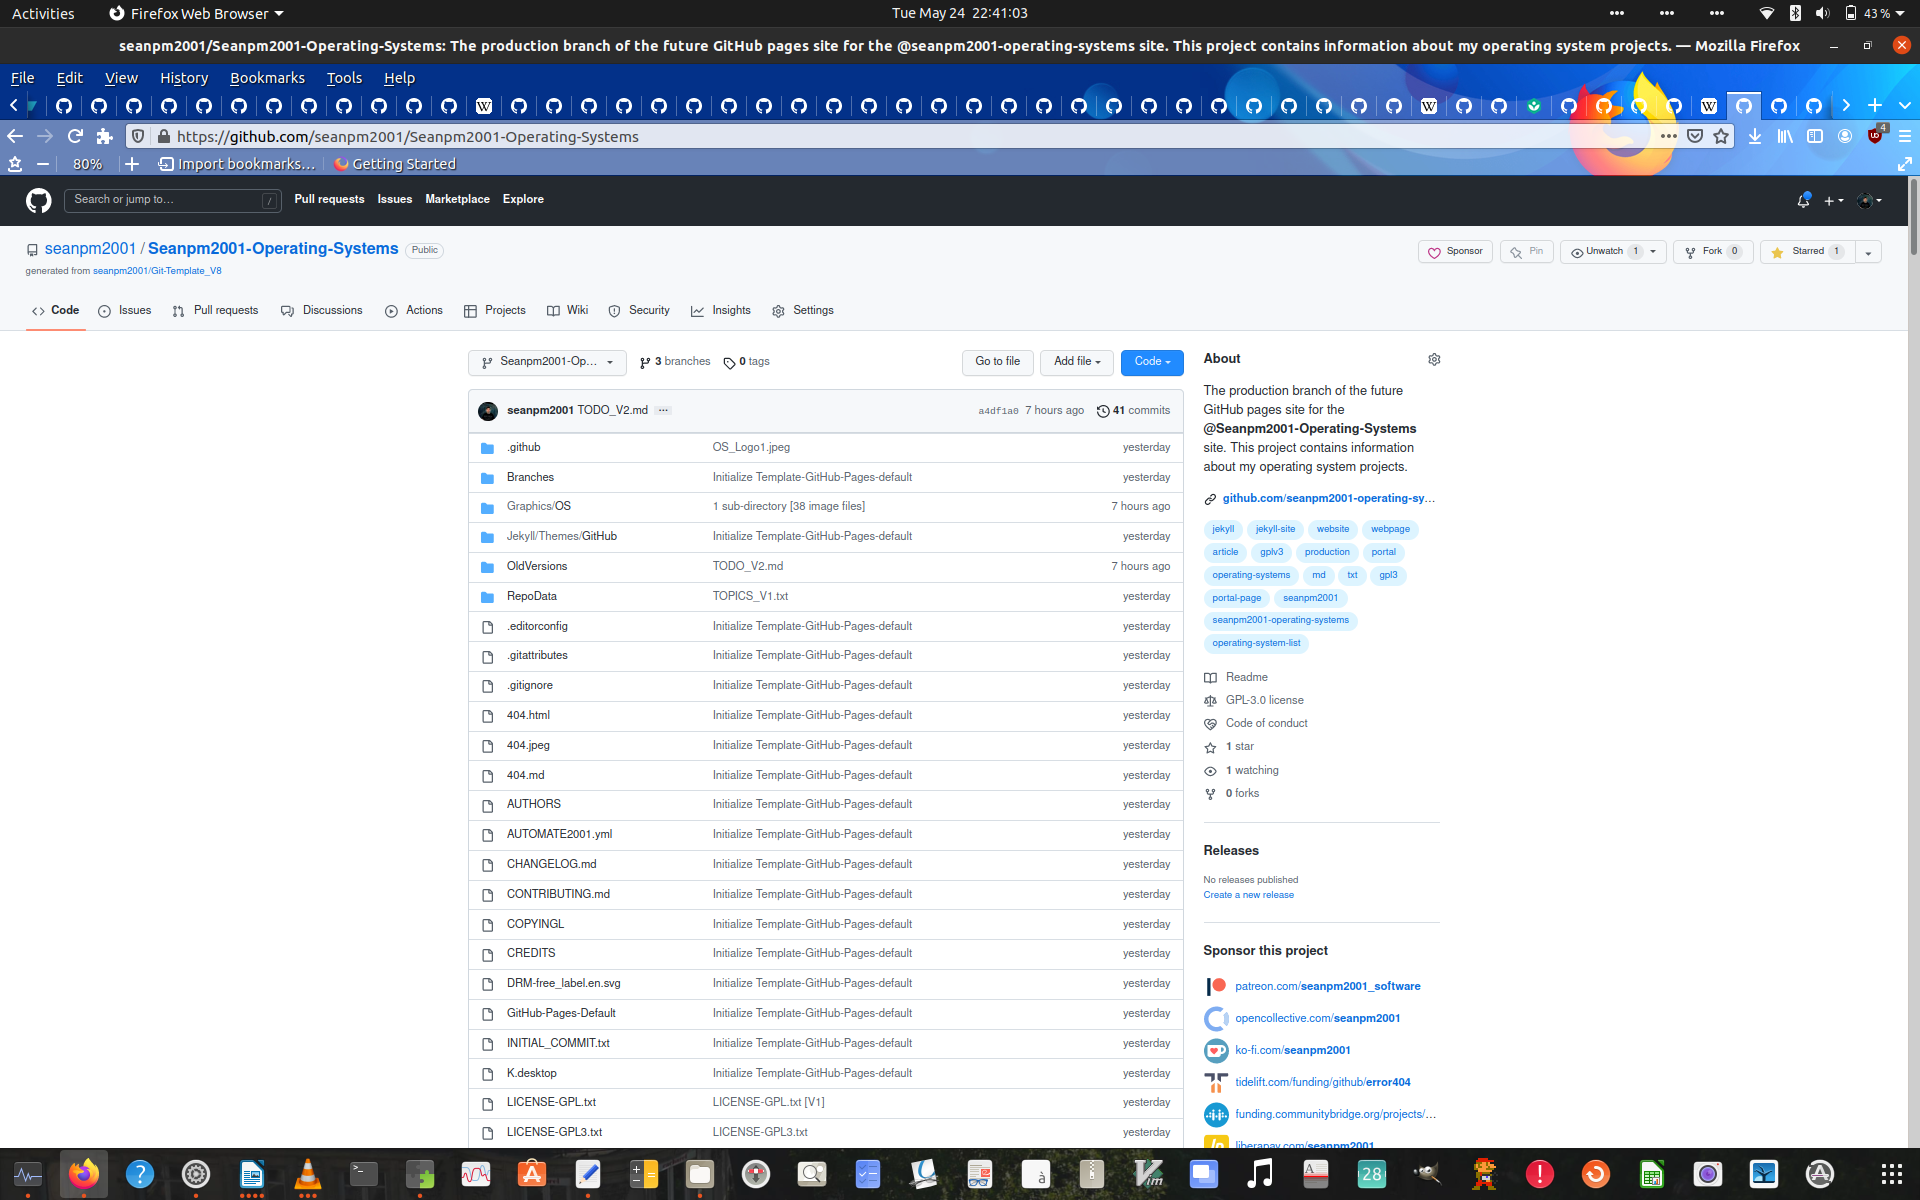 Activities
Firefox Web Browser
Tue May 24 22:41:03
43 %
seanpm2001/Seanpm2001-Operating-Systems: The production branch of the future GitHub pages site for the @seanpm2001-operating-systems site. This project contains information about my operating system projects. — Mozilla Firefox
File Edit View History Bookmarks Tools Help
https://github.com/seanpm2001/Seanpm2001-Operating-Systems
4
80%
Import bookmarks...
Getting Started
Search or jump to...
/
Pull requests Issues Marketplace Explore
seanpm2001 / Seanpm2001-Operating-Systems Public
generated from seanpm2001/Git-Template_V8
Sponsor
Pin
Unwatch 1
Fork 0
Starred 1
Code
Issues
Pull requests
Discussions
Actions
Projects
Wiki
Security
Insights
Settings
Seanpm2001-Op...
3 branches
0 tags
Go to file
Add file
Code
seanpm2001 TODO_V2.md ...
a4df1a0 7 hours ago
41 commits
.github OS_Logo1.jpeg yesterday
Branches Initialize Template-GitHub-Pages-default yesterday
Graphics/OS 1 sub-directory [38 image files] 7 hours ago
Jekyll/Themes/GitHub Initialize Template-GitHub-Pages-default yesterday
OldVersions TODO_V2.md 7 hours ago
RepoData TOPICS_V1.txt yesterday
.editorconfig Initialize Template-GitHub-Pages-default yesterday
.gitattributes Initialize Template-GitHub-Pages-default yesterday
.gitignore Initialize Template-GitHub-Pages-default yesterday
404.html Initialize Template-GitHub-Pages-default yesterday
404.jpeg Initialize Template-GitHub-Pages-default yesterday
404.md Initialize Template-GitHub-Pages-default yesterday
AUTHORS Initialize Template-GitHub-Pages-default yesterday
AUTOMATE2001.yml Initialize Template-GitHub-Pages-default yesterday
CHANGELOG.md Initialize Template-GitHub-Pages-default yesterday
CONTRIBUTING.md Initialize Template-GitHub-Pages-default yesterday
COPYINGL Initialize Template-GitHub-Pages-default yesterday
CREDITS Initialize Template-GitHub-Pages-default yesterday
DRM-free_label.en.svg Initialize Template-GitHub-Pages-default yesterday
GitHub-Pages-Default Initialize Template-GitHub-Pages-default yesterday
INITIAL_COMMIT.txt Initialize Template-GitHub-Pages-default yesterday
K.desktop Initialize Template-GitHub-Pages-default yesterday
LICENSE-GPL.txt LICENSE-GPL.txt [V1] yesterday
LICENSE-GPL3.txt LICENSE-GPL3.txt yesterday
About
The production branch of the future
GitHub pages site for the
@Seanpm2001-Operating-Systems
site. This project contains information
about my operating system projects.
github.com/seanpm2001-operating-sy...
jekyll jekyll-site website webpage
article gplv3 production portal
operating-systems md txt gpl3
portal-page seanpm2001
seanpm2001-operating-systems
operating-system-list
Readme
GPL-3.0 license
Code of conduct
1 star
1 watching
0 forks
Releases
No releases published
Create a new release
Sponsor this project
patreon.com/seanpm2001_software
opencollective.com/seanpm2001
ko-fi.com/seanpm2001
tidelift.com/funding/github/error404
funding.communitybridge.org/projects/...
liberapay.com/seanpm2001
28